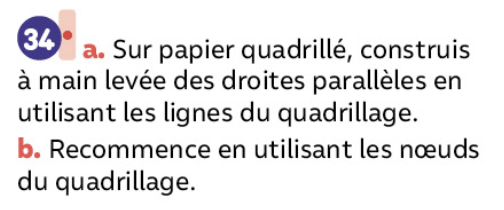 34 a. Sur papier quadrillé, construis
à main levée des droites parallèles en
utilisant les lignes du quadrillage.
b. Recommence en utilisant les nœuds
du quadrillage.